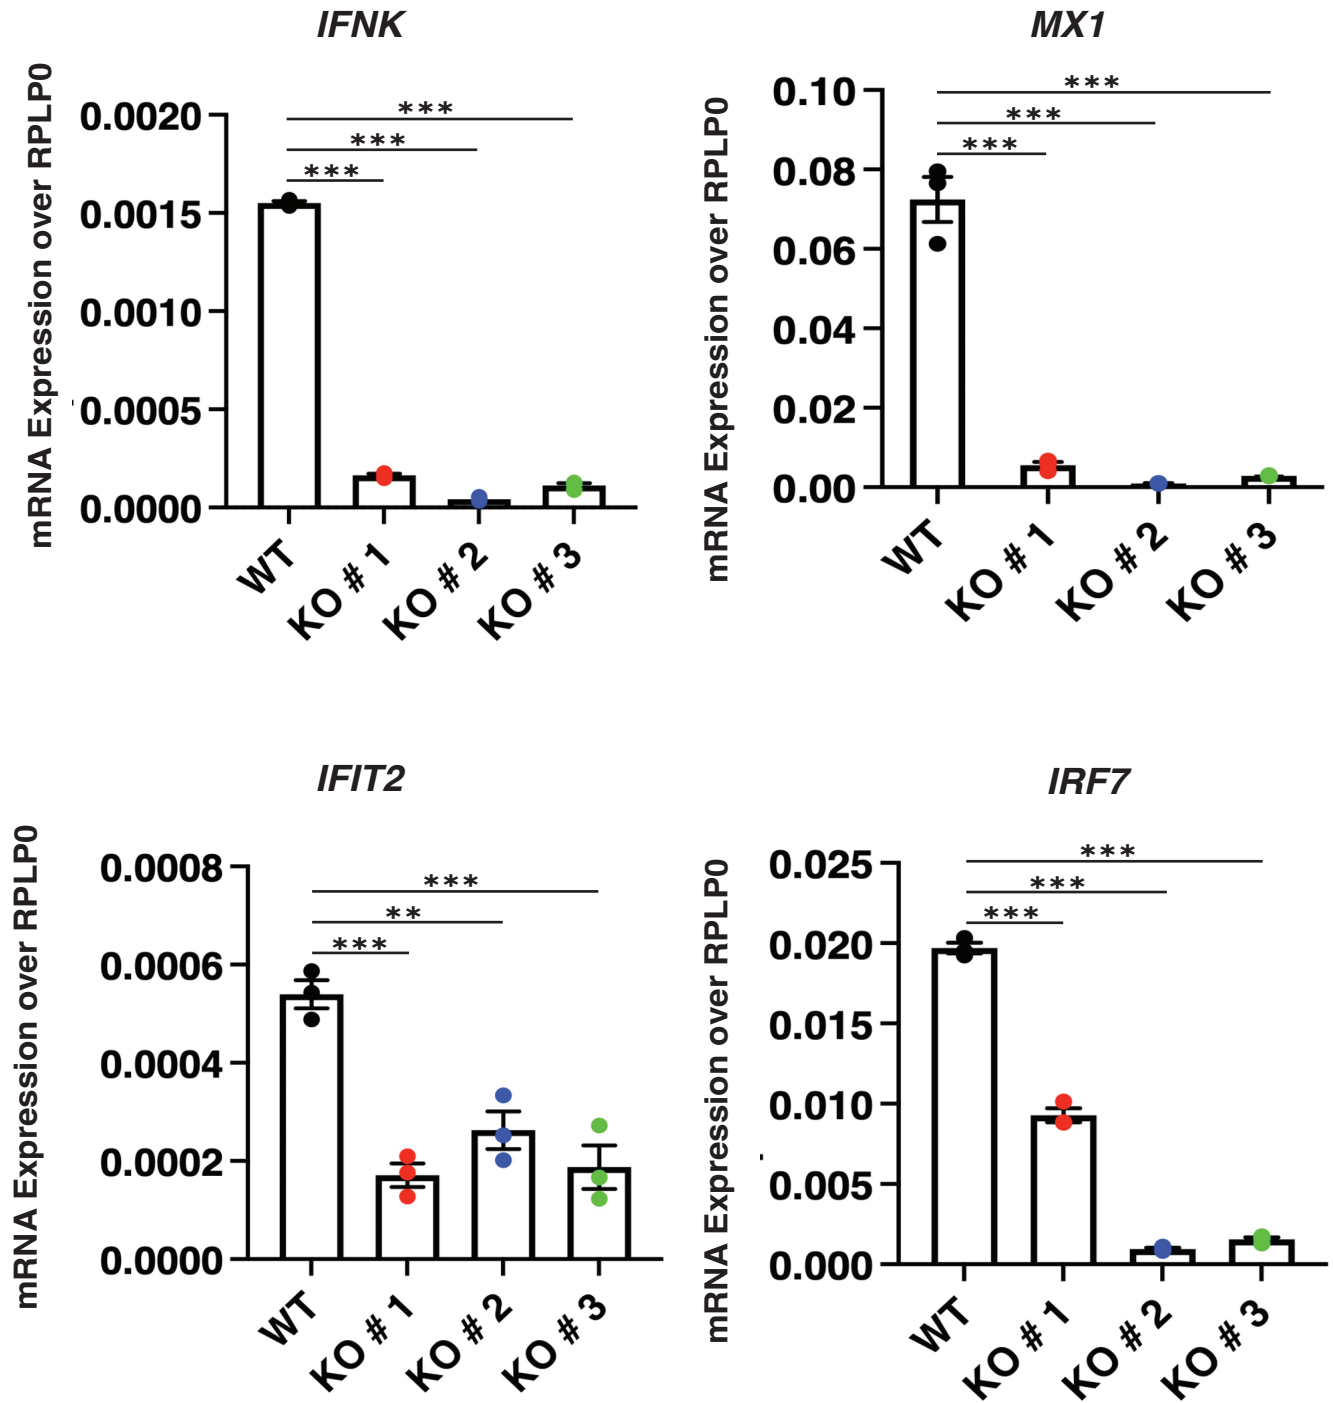 IFNK
mRNA Expression over RPLP0
0.0020
0.0015
0.0010
0.0005
0.0000
***
***
***
WT
KO # 1
KO # 2
KO # 3
MX1
mRNA Expression over RPLP0
0.10
0.08
0.06
0.04
0.02
0.00
***
***
***
WT
KO # 1
KO # 2
KO # 3
IFIT2
mRNA Expression over RPLP0
0.0008
0.0006
0.0004
0.0002
0.0000
***
**
***
WT
KO # 1
KO # 2
KO # 3
IRF7
mRNA Expression over RPLP0
0.025
0.020
0.015
0.010
0.005
0.000
***
***
***
WT
KO # 1
KO # 2
KO # 3